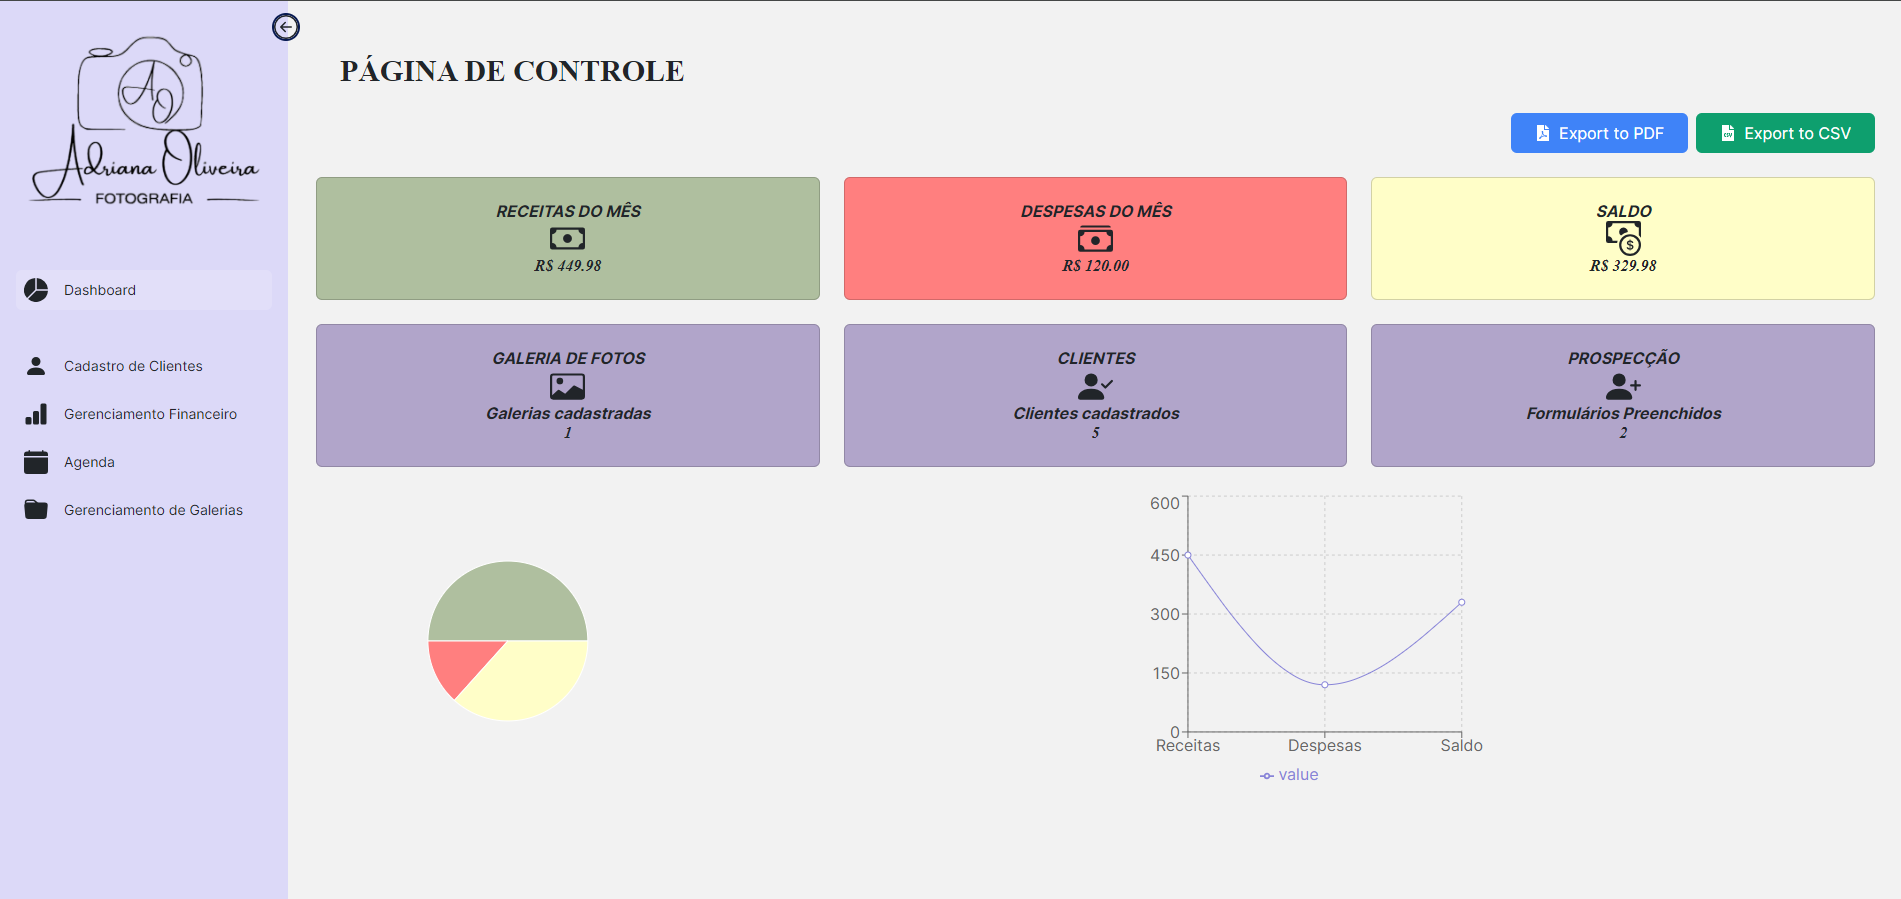 Adriana Oliveira
FOTOGRAFIA
Dashboard
Cadastro de Clientes
Gerenciamento Financeiro
Agenda
Gerenciamento de Galerias
PÁGINA DE CONTROLE
Export to PDF
Export to CSV
RECEITAS DO MÊS
R$ 449.98
DESPESAS DO MÊS
R$ 120.00
SALDO
R$ 329.98
GALERIA DE FOTOS
Galerias cadastradas
1
CLIENTES
Clientes cadastrados
5
PROSPECÇÃO
Formulários Preenchidos
2
600
450
300
150
0
Receitas Despesas Saldo
value